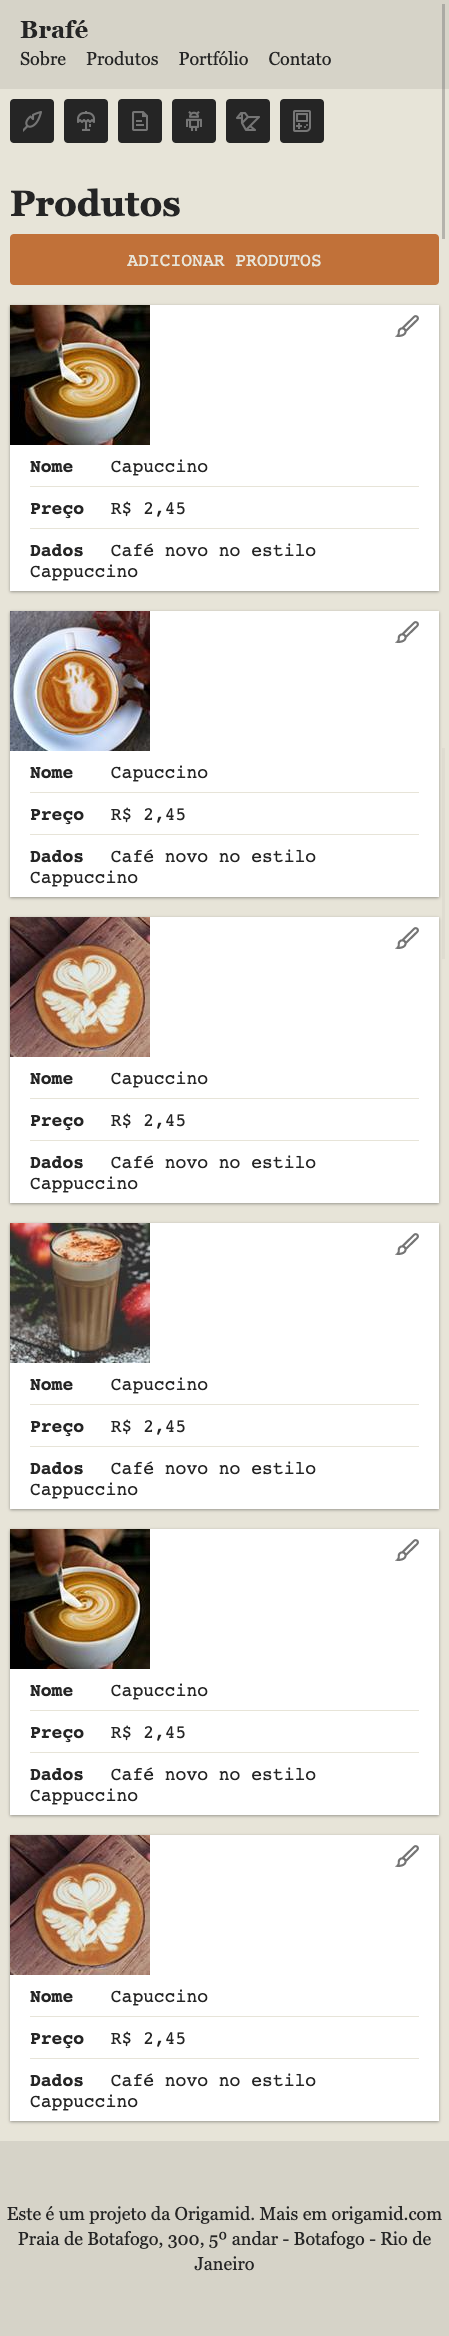 Brafé
Sobre Produtos Portfólio Contato
Produtos
ADICIONAR PRODUTOS
Nome Capuccino
Preço R$ 2,45
Dados Café novo no estilo
Cappuccino
Nome Capuccino
Preço R$ 2,45
Dados Café novo no estilo
Cappuccino
Nome Capuccino
Preço R$ 2,45
Dados Café novo no estilo
Cappuccino
Nome Capuccino
Preço R$ 2,45
Dados Café novo no estilo
Cappuccino
Nome Capuccino
Preço R$ 2,45
Dados Café novo no estilo
Cappuccino
Nome Capuccino
Preço R$ 2,45
Dados Café novo no estilo
Cappuccino
Este é um projeto da Origamid. Mais em origamid.com
Praia de Botafogo, 300, 5º andar - Botafogo - Rio de
Janeiro